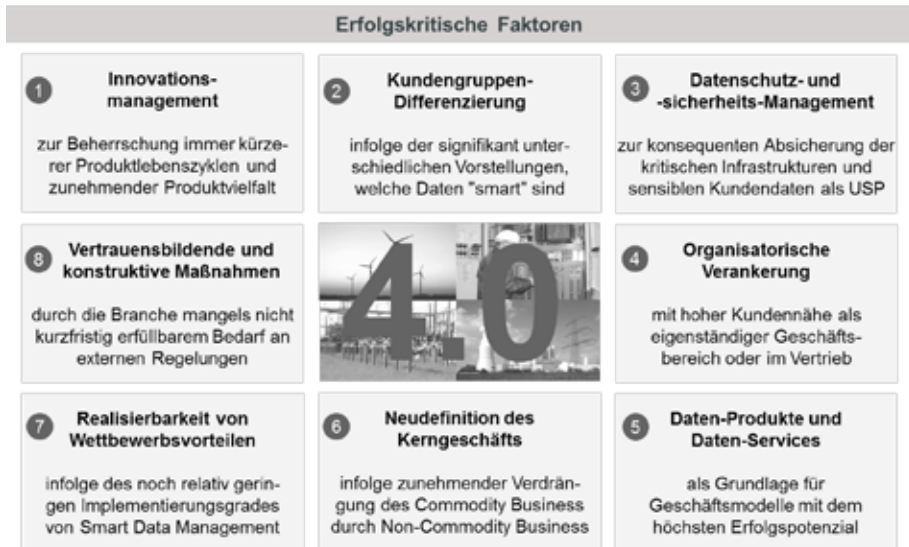 Erfolgskritische Faktoren
1
Innovations-
management
zur Beherrschung immer kürze-
rer Produktlebenszyklen und
zunehmender Produktvielfalt
2
Kundengruppen-
Differenzierung
infolge der signifikant unter-
schiedlichen Vorstellungen,
welche Daten "smart" sind
3
Datenschutz- und
-sicherheits-Management
zur konsequenten Absicherung der
kritischen Infrastrukturen und
sensiblen Kundendaten als USP
8
Vertrauensbildende und
konstruktive Maßnahmen
durch die Branche mangels nicht
kurzfristig erfüllbarem Bedarf an
externen Regelungen
4.0
4
Organisatorische
Verankerung
mit hoher Kundennähe als
eigenständiger Geschäfts-
bereich oder im Vertrieb
7
Realisierbarkeit von
Wettbewerbsvorteilen
infolge des noch relativ gerin-
gen Implementierungsgrades
von Smart Data Management
6
Neudefinition des
Kerngeschäfts
infolge zunehmender Verdrän-
gung des Commodity Business
durch Non-Commodity Business
5
Daten-Produkte und
Daten-Services
als Grundlage für
Geschäftsmodelle mit dem
höchsten Erfolgspotenzial